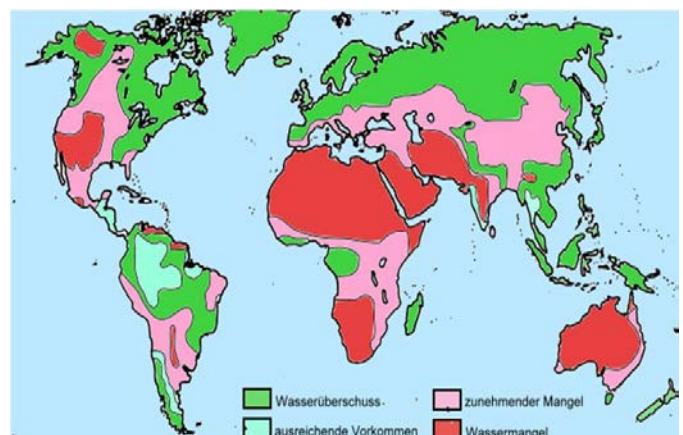 Wasserüberschuss
zunehmender Mangel
ausreichende Vorkommen
Wassermangel